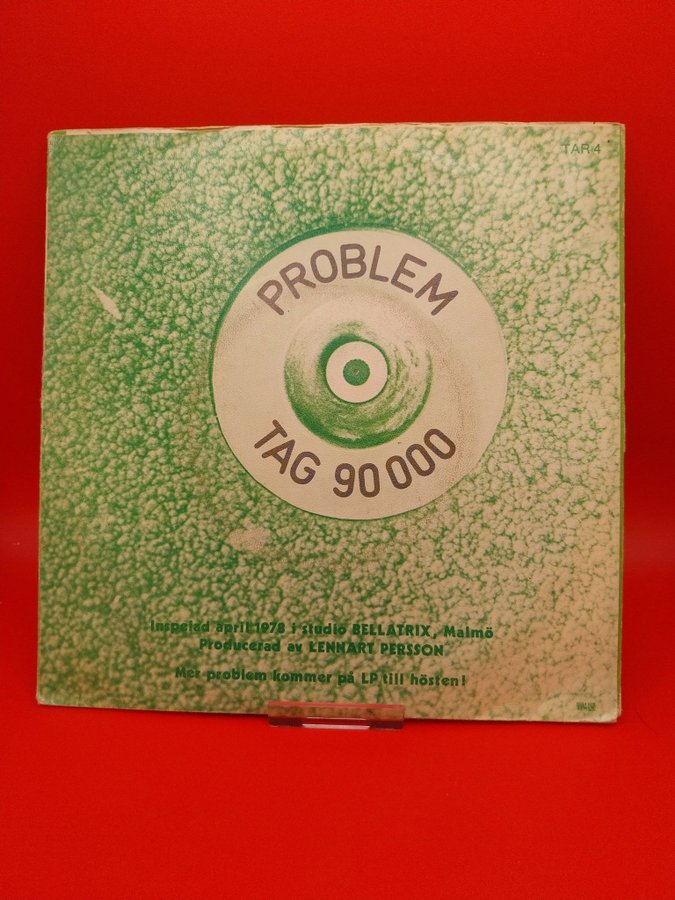 TAR 4
PROBLEM
TAG 90 000
Inspelad april 1978 i studio BELLATRIX, Malmö
Producerad av LENNART PERSSON
Mer problem kommer på LP till hösten!